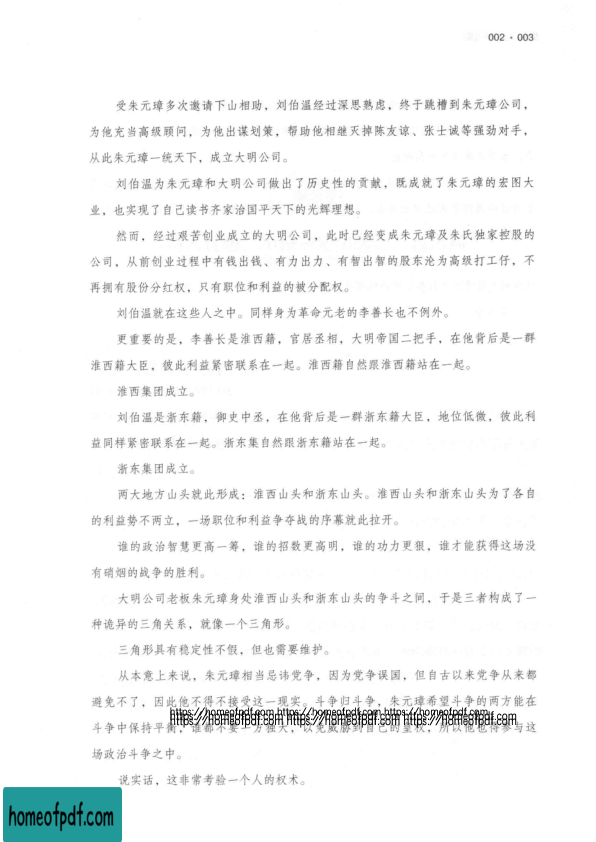 002 · 003
受朱元璋多次邀请下山相助，刘伯温经过深思熟虑，终于跳槽到朱元璋公司，
为他充当高级顾问，为他出谋划策，帮助他相继灭掉陈友谅、张士诚等强劲对手，
从此朱元璋一统天下，成立大明公司。
刘伯温为朱元璋和大明公司做出了历史性的贡献，既成就了朱元璋的宏图大
业，也实现了自己读书齐家治国平天下的光辉理想。
然而，经过艰苦创业成立的大明公司，此时已经变成朱元璋及朱氏独家控股的
公司，从前创业过程中有钱出钱、有力出力、有智出智的股东沦为高级打工仔，不
再拥有股份分红权，只有职位和利益的被分配权。
刘伯温就在这些人之中。同样身为革命元老的李善长也不例外。
更重要的是，李善长是淮西籍，官居丞相，大明帝国二把手，在他背后是一群
淮西籍大臣，彼此利益紧密联系在一起。淮西籍自然跟淮西籍站在一起。
淮西集团成立。
刘伯温是浙东籍，御史中丞，在他背后是一群浙东籍大臣，地位低微，彼此利
益同样紧密联系在一起。浙东集自然跟浙东籍站在一起。
浙东集团成立。
两大地方山头就此形成：淮西山头和浙东山头。淮西山头和浙东山头为了各自
的利益势不两立，一场职位和利益争夺战的序幕就此拉开。
谁的政治智慧更高一筹，谁的招数更高明，谁的功力更狠，谁才能获得这场没
有硝烟的战争的胜利。
大明公司老板朱元璋身处淮西山头和浙东山头的争斗之间，于是三者构成了一
种诡异的三角关系，就像一个三角形。
三角形具有稳定性不假，但也需要维护。
从本意上来说，朱元璋相当忌讳党争，因为党争误国，但自古以来党争从来都
避免不了，因此他不得不接受这一现实。斗争归斗争，朱元璋希望斗争的两方能在
https://homeofpdf.com https://homeofpdf.com https://homeofpdf.com
斗争中保持平衡，谁都不要一方独大，以免威胁到自己的皇权，所以他也得参与这
https://homeofpdf.com https://homeofpdf.com https://homeofpdf.com
场政治斗争之中。
说实话，这非常考验一个人的权术。
homeofpdf.com